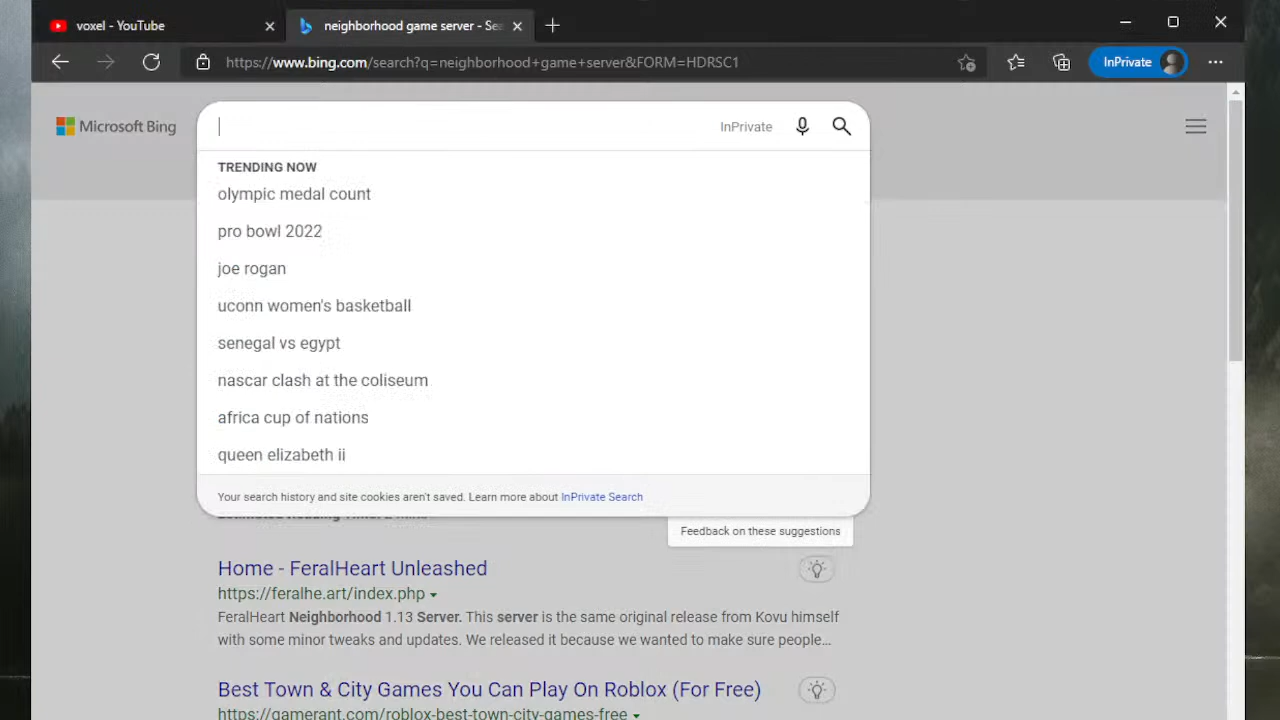 voxel - YouTube
neighborhood game server - Sea
https://www.bing.com/search?q=neighborhood+game+server&FORM=HDRSC1
InPrivate
Microsoft Bing
InPrivate
TRENDING NOW
olympic medal count
pro bowl 2022
joe rogan
uconn women's basketball
senegal vs egypt
nascar clash at the coliseum
africa cup of nations
queen elizabeth ii
Your search history and site cookies aren't saved. Learn more about InPrivate Search
Feedback on these suggestions
Home - FeralHeart Unleashed
https://feralhe.art/index.php
FeralHeart Neighborhood 1.13 Server. This server is the same original release from Kovu himself
with some minor tweaks and updates. We released it because we wanted to make sure people...
Best Town & City Games You Can Play On Roblox (For Free)
https://gamerant.com/roblox-best-town-city-games-free